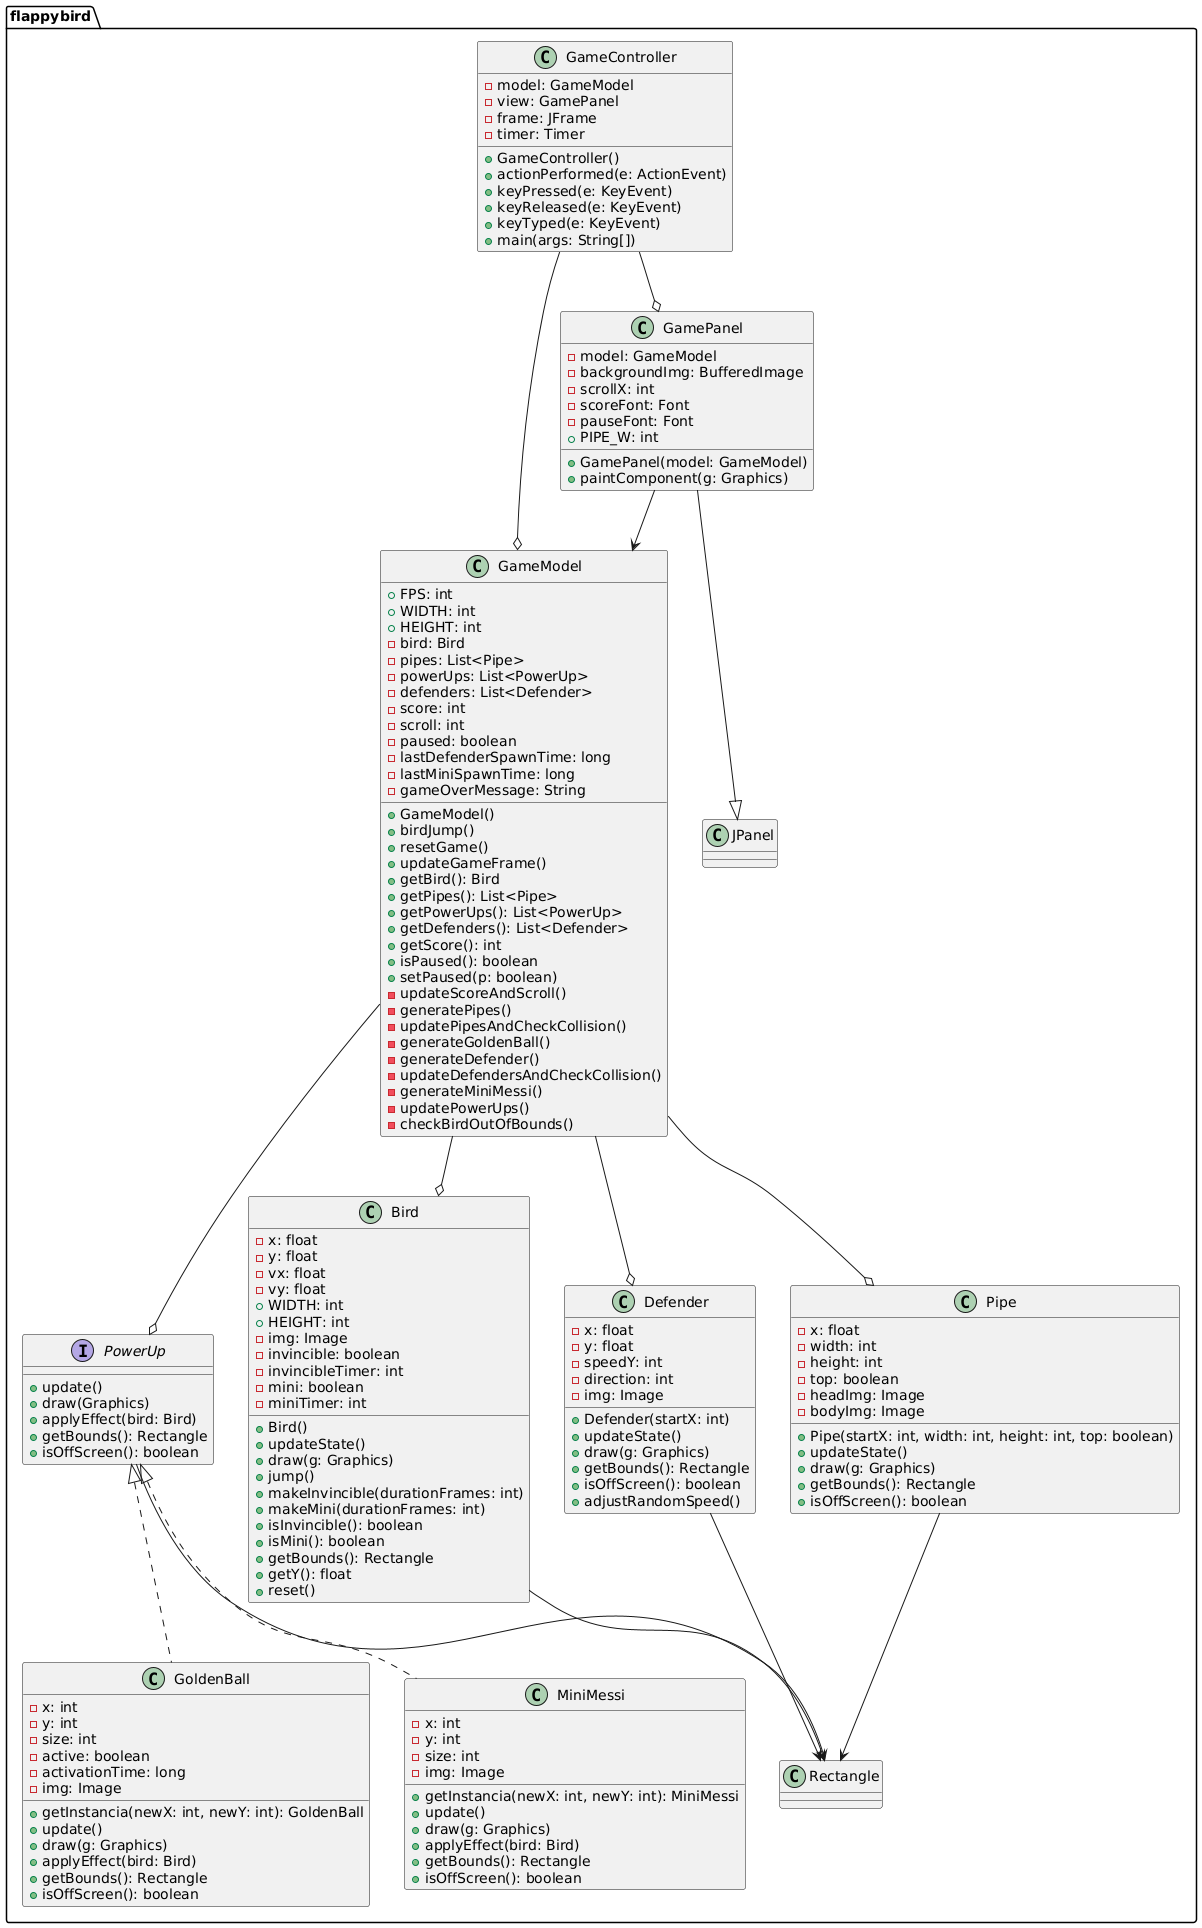 flappybird
C GameController
model: GameModel
view: GamePanel
frame: JFrame
timer: Timer
GameController()
actionPerformed(e: ActionEvent)
keyPressed(e: KeyEvent)
keyReleased(e: KeyEvent)
keyTyped(e: KeyEvent)
main(args: String[])
C GamePanel
model: GameModel
backgroundImg: BufferedImage
scrollX: int
scoreFont: Font
pauseFont: Font
PIPE_W: int
GamePanel(model: GameModel)
paintComponent(g: Graphics)
C GameModel
FPS: int
WIDTH: int
HEIGHT: int
bird: Bird
pipes: List<Pipe>
powerUps: List<PowerUp>
defenders: List<Defender>
score: int
scroll: int
paused: boolean
lastDefenderSpawnTime: long
lastMiniSpawnTime: long
gameOverMessage: String
GameModel()
birdJump()
resetGame()
updateGameFrame()
getBird(): Bird
getPipes(): List<Pipe>
getPowerUps(): List<PowerUp>
getDefenders(): List<Defender>
getScore(): int
isPaused(): boolean
setPaused(p: boolean)
updateScoreAndScroll()
generatePipes()
updatePipesAndCheckCollision()
generateGoldenBall()
generateDefender()
updateDefendersAndCheckCollision()
generateMiniMessi()
updatePowerUps()
checkBirdOutOfBounds()
C JPanel
I PowerUp
update()
draw(Graphics)
applyEffect(bird: Bird)
getBounds(): Rectangle
isOffScreen(): boolean
C Bird
x: float
y: float
vx: float
vy: float
WIDTH: int
HEIGHT: int
img: Image
invincible: boolean
invincibleTimer: int
mini: boolean
miniTimer: int
Bird()
updateState()
draw(g: Graphics)
jump()
makeInvincible(durationFrames: int)
makeMini(durationFrames: int)
isInvincible(): boolean
isMini(): boolean
getBounds(): Rectangle
getY(): float
reset()
C Defender
x: float
y: float
speedY: int
direction: int
img: Image
Defender(startX: int)
updateState()
draw(g: Graphics)
getBounds(): Rectangle
isOffScreen(): boolean
adjustRandomSpeed()
C Pipe
x: float
width: int
height: int
top: boolean
headImg: Image
bodyImg: Image
Pipe(startX: int, width: int, height: int, top: boolean)
updateState()
draw(g: Graphics)
getBounds(): Rectangle
isOffScreen(): boolean
C GoldenBall
x: int
y: int
size: int
active: boolean
activationTime: long
img: Image
getInstancia(newX: int, newY: int): GoldenBall
update()
draw(g: Graphics)
applyEffect(bird: Bird)
getBounds(): Rectangle
isOffScreen(): boolean
C MiniMessi
x: int
y: int
size: int
img: Image
getInstancia(newX: int, newY: int): MiniMessi
update()
draw(g: Graphics)
applyEffect(bird: Bird)
getBounds(): Rectangle
isOffScreen(): boolean
C Rectangle